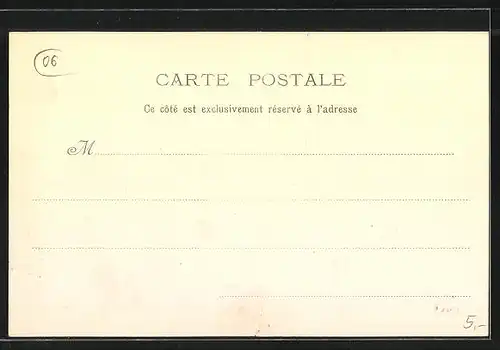 06
CARTE POSTALE
Ce côté est exclusivement réservé à l'adresse
M
5,-